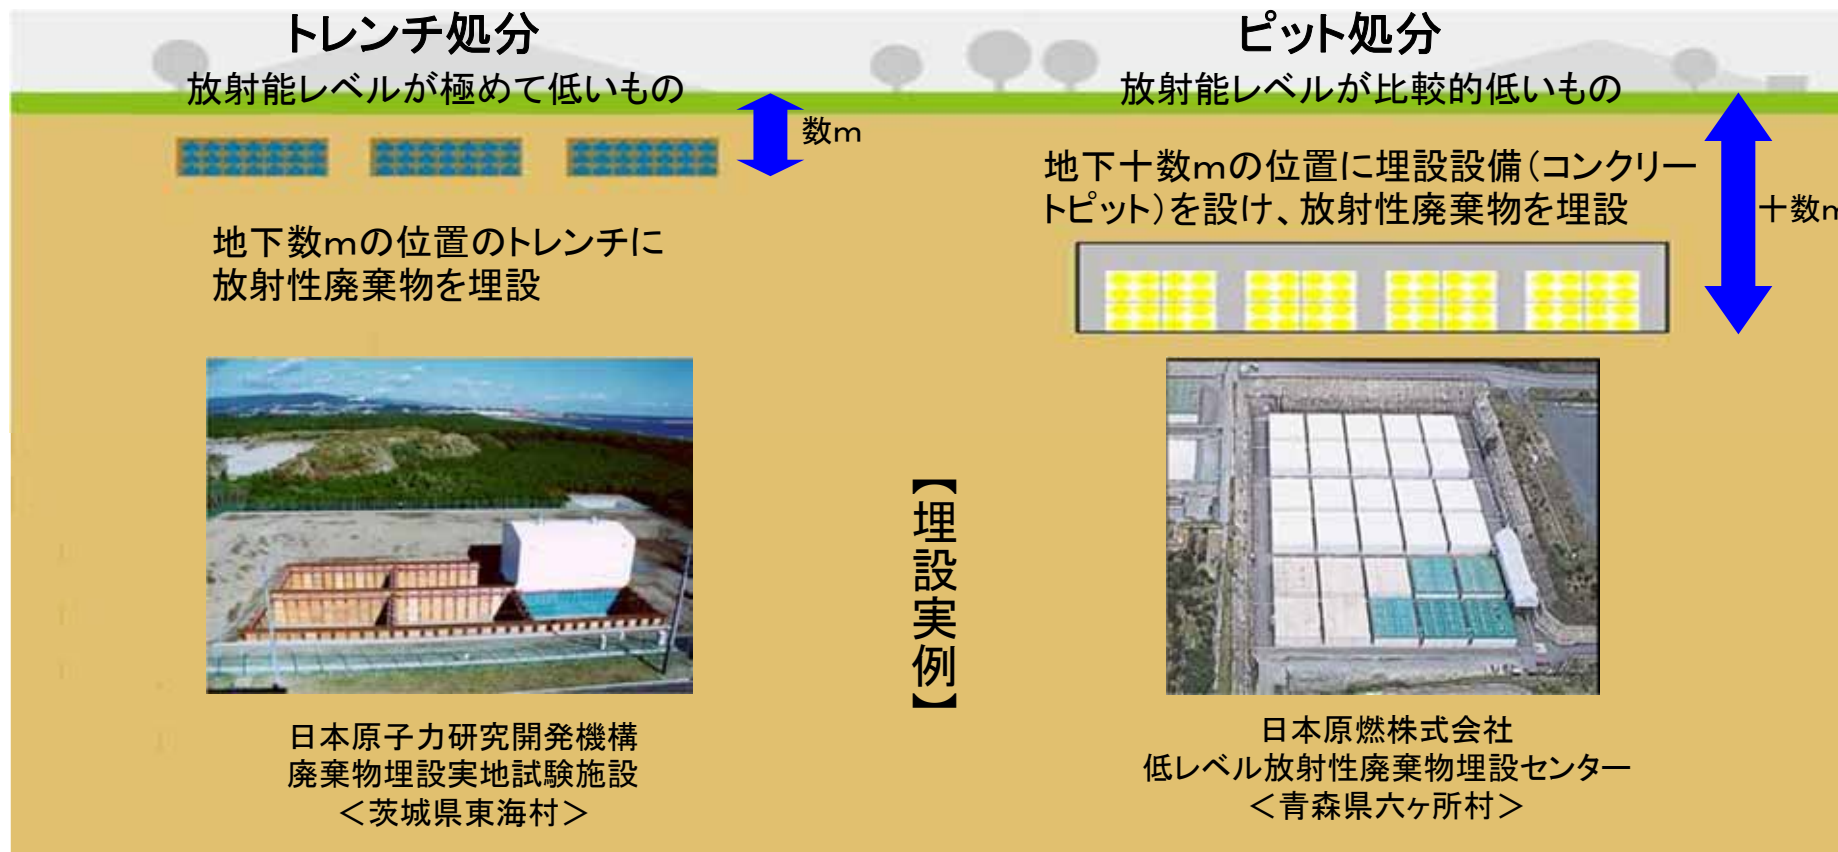 トレンチ処分
放射能レベルが極めて低いもの
数m
地下数mの位置のトレンチに
放射性廃棄物を埋設
日本原子力研究開発機構
廃棄物埋設実地試験施設
＜茨城県東海村＞
【埋設実例】
ピット処分
放射能レベルが比較的低いもの
地下十数mの位置に埋設設備（コンクリー
トピット）を設け、放射性廃棄物を埋設
十数m
日本原燃株式会社
低レベル放射性廃棄物埋設センター
＜青森県六ヶ所村＞